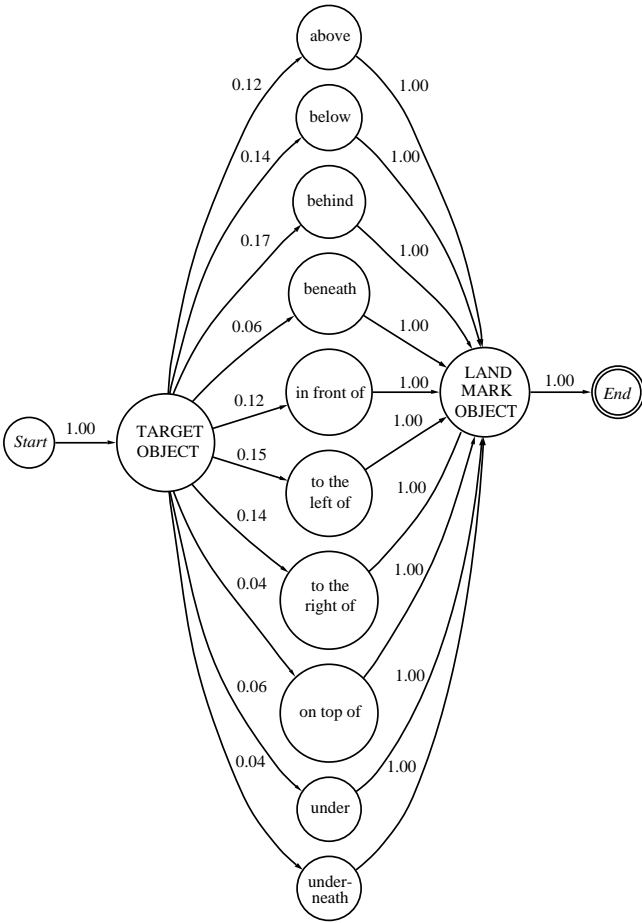 above
0.12
1.00
below
0.14
1.00
behind
0.17
1.00
beneath
0.06
1.00
in front of
0.12
1.00
LAND
MARK
OBJECT
1.00
End
Start
1.00
TARGET
OBJECT
0.15
1.00
to the
left of
0.14
1.00
to the
right of
0.04
1.00
on top of
0.06
1.00
under
0.04
1.00
under-
neath